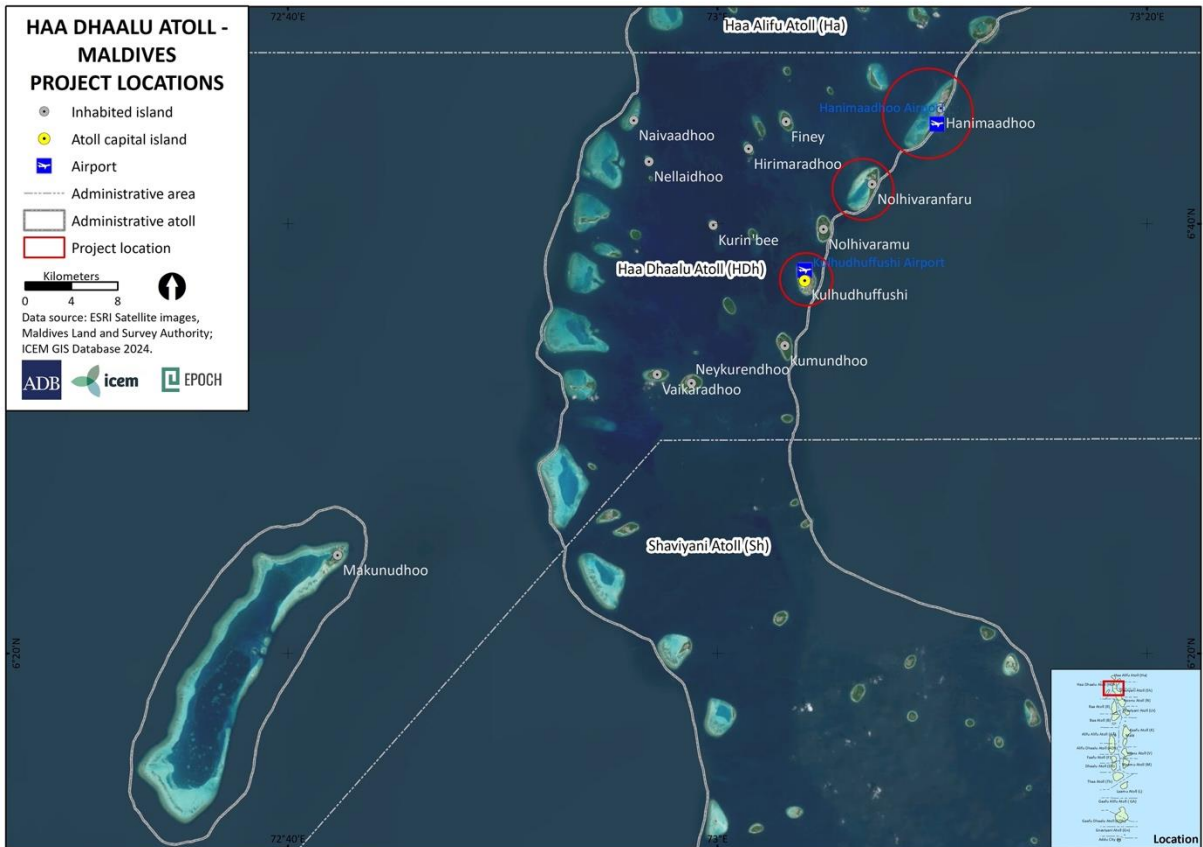 HAA DHAALU ATOLL -
MALDIVES
PROJECT LOCATIONS
Inhabited island
Atoll capital island
Airport
Administrative area
Administrative atoll
Project location
Kilometers
0 4 8
Data source: ESRI Satellite images,
Maldives Land and Survey Authority;
ICEM GIS Database 2024.
ADB icem EPOCH
72°40'E
73°E
73°20'E
Haa Alifu Atoll (Ha)
Hanimaadhoo Airport
Hanimaadhoo
Naivaadhoo
Finey
Hirimaradhoo
Nellaidhoo
Nolhivaranfaru
Kurin'bee
Nolhivaramu
6°40'N
Haa Dhaalu Atoll (HDh)
Kulhudhuffushi Airport
Kulhudhuffushi
Kumundhoo
Neykurendhoo
Vaikaradhoo
Shaviyani Atoll (Sh)
Makunudhoo
6°20'N
6°20'N
72°40'E
73°E
Location